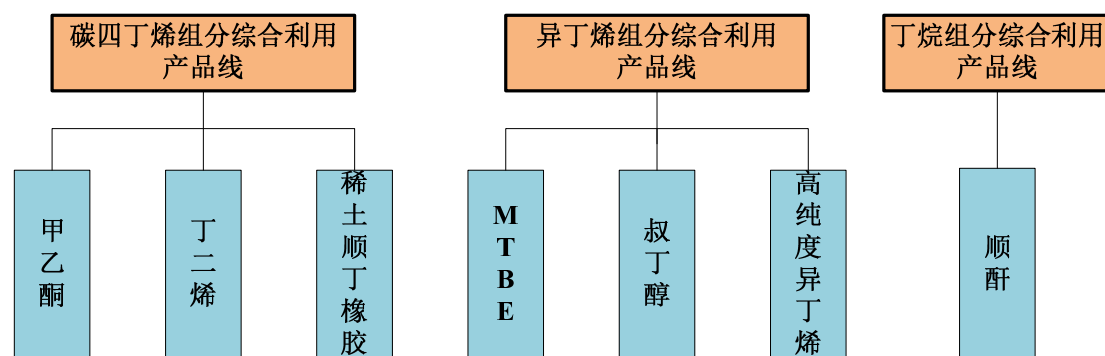 碳四丁烯组分综合利用
产品线
异丁烯组分综合利用
产品线
丁烷组分综合利用
产品线
甲乙酮
丁二烯
稀土顺丁橡胶
MTBE
叔丁醇
高纯度异丁烯
顺酐